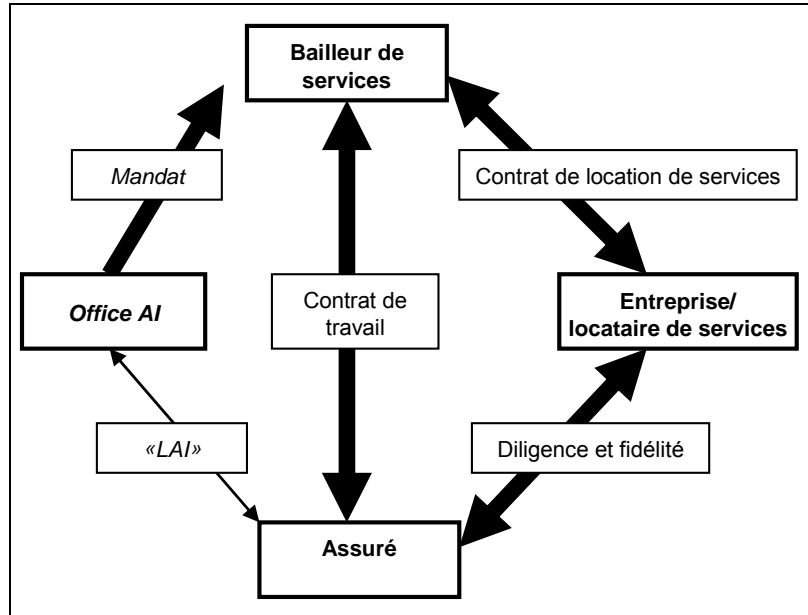 Bailleur de
services
Mandat
Contrat de location de services
Office AI
Contrat de
travail
Entreprise/
locataire de services
«LAI»
Diligence et fidélité
Assuré